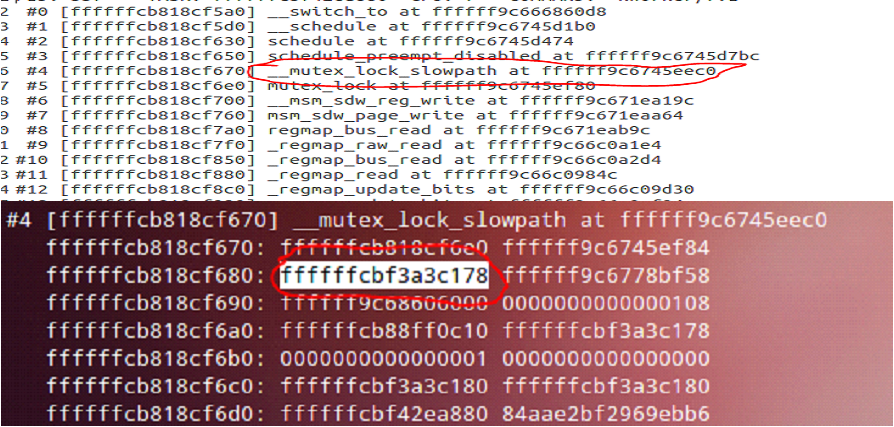 2 #0 [ffffffcb818cf5a0] __switch_to at ffffff9c666860d8
3 #1 [ffffffcb818cf5d0] __schedule at ffffff9c6745d1b0
4 #2 [ffffffcb818cf630] schedule at ffffff9c6745d474
5 #3 [ffffffcb818cf650] schedule_preempt_disabled at ffffff9c6745d7bc
6 #4 [ffffffcb818cf670] __mutex_lock_slowpath at ffffff9c6745eec0
7 #5 [ffffffcb818cf6e0] mutex_lock at ffffff9c6745ef80
8 #6 [ffffffcb818cf700] __msm_sdw_reg_write at ffffff9c671ea19c
9 #7 [ffffffcb818cf760] msm_sdw_page_write at ffffff9c671eaa64
0 #8 [ffffffcb818cf7a0] regmap_bus_read at ffffff9c671eab9c
1 #9 [ffffffcb818cf7f0] _regmap_raw_read at ffffff9c66c0a1e4
2 #10 [ffffffcb818cf850] _regmap_bus_read at ffffff9c66c0a2d4
3 #11 [ffffffcb818cf880] _regmap_read at ffffff9c66c0984c
4 #12 [ffffffcb818cf8c0] _regmap_update_bits at ffffff9c66c09d30
#4 [ffffffcb818cf670] __mutex_lock_slowpath at ffffff9c6745eec0
ffffffcb818cf670: ffffffcb818cf6e0 ffffff9c6745ef84
ffffffcb818cf680: ffffffcbf3a3c178 ffffff9c6778bf58
ffffffcb818cf690: ffffff9c68606000 0000000000000108
ffffffcb818cf6a0: ffffffcb88ff0c10 ffffffcbf3a3c178
ffffffcb818cf6b0: 0000000000000001 0000000000000000
ffffffcb818cf6c0: ffffffcbf3a3c180 ffffffcbf3a3c180
ffffffcb818cf6d0: ffffffcbf42ea880 84aae2bf2969ebb6